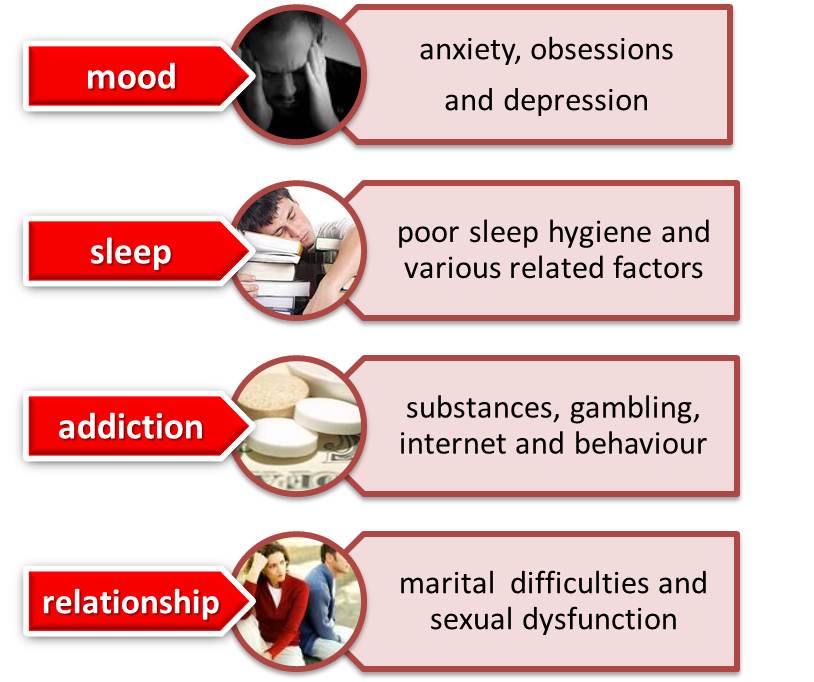 mood
anxiety, obsessions
and depression
sleep
poor sleep hygiene and
various related factors
addiction
substances, gambling,
internet and behaviour
relationship
marital difficulties and
sexual dysfunction